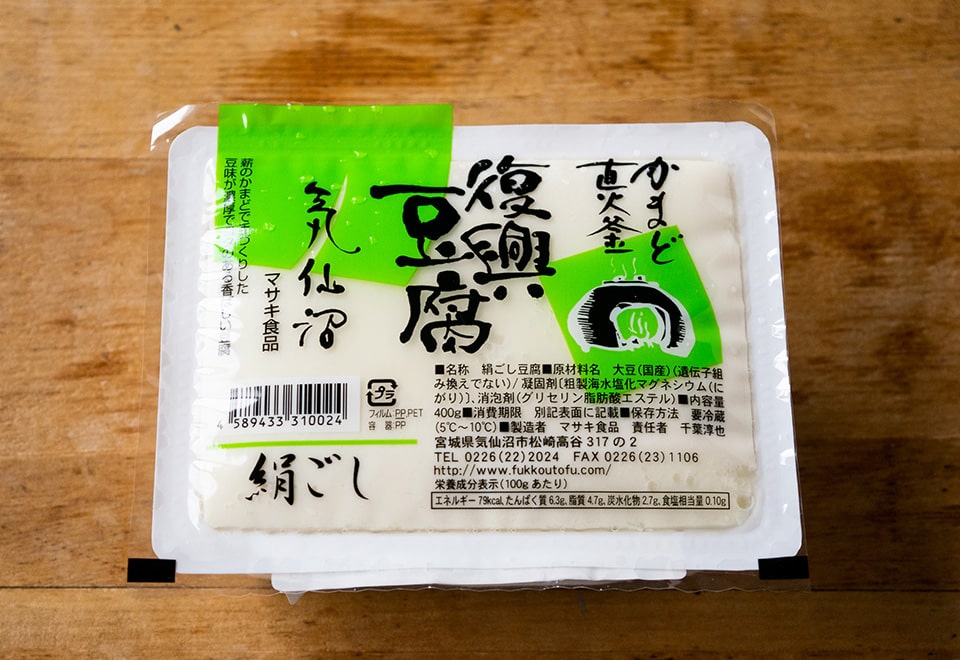 かまど
直火釜
復興
豆腐
気仙沼
マサキ食品
薪のかまどで
豆味が濃厚で
絹ごし
4 589433 310024
プラ
フィルム:PP,PET
容 器:PP
■名称 絹ごし豆腐■原材料名 大豆(国産)(遺伝子組
み換えでない)/凝固剤〔粗製海水塩化マグネシウム(に
がり)〕、消泡剤(グリセリン脂肪酸エステル)■内容量
400g■消費期限 別記表面に記載■保存方法 要冷蔵
(5℃〜10℃)■製造者 マサキ食品 責任者 千葉淳也
宮城県気仙沼市松崎高谷 317 の 2
TEL 0226(22)2024 FAX 0226(23)1106
http://www.fukkoutofu.com/
栄養成分表示(100g あたり)
エネルギー 79kcal,たんぱく質 6.3g,脂質 4.7g,炭水化物 2.7g,食塩相当量 0.10g